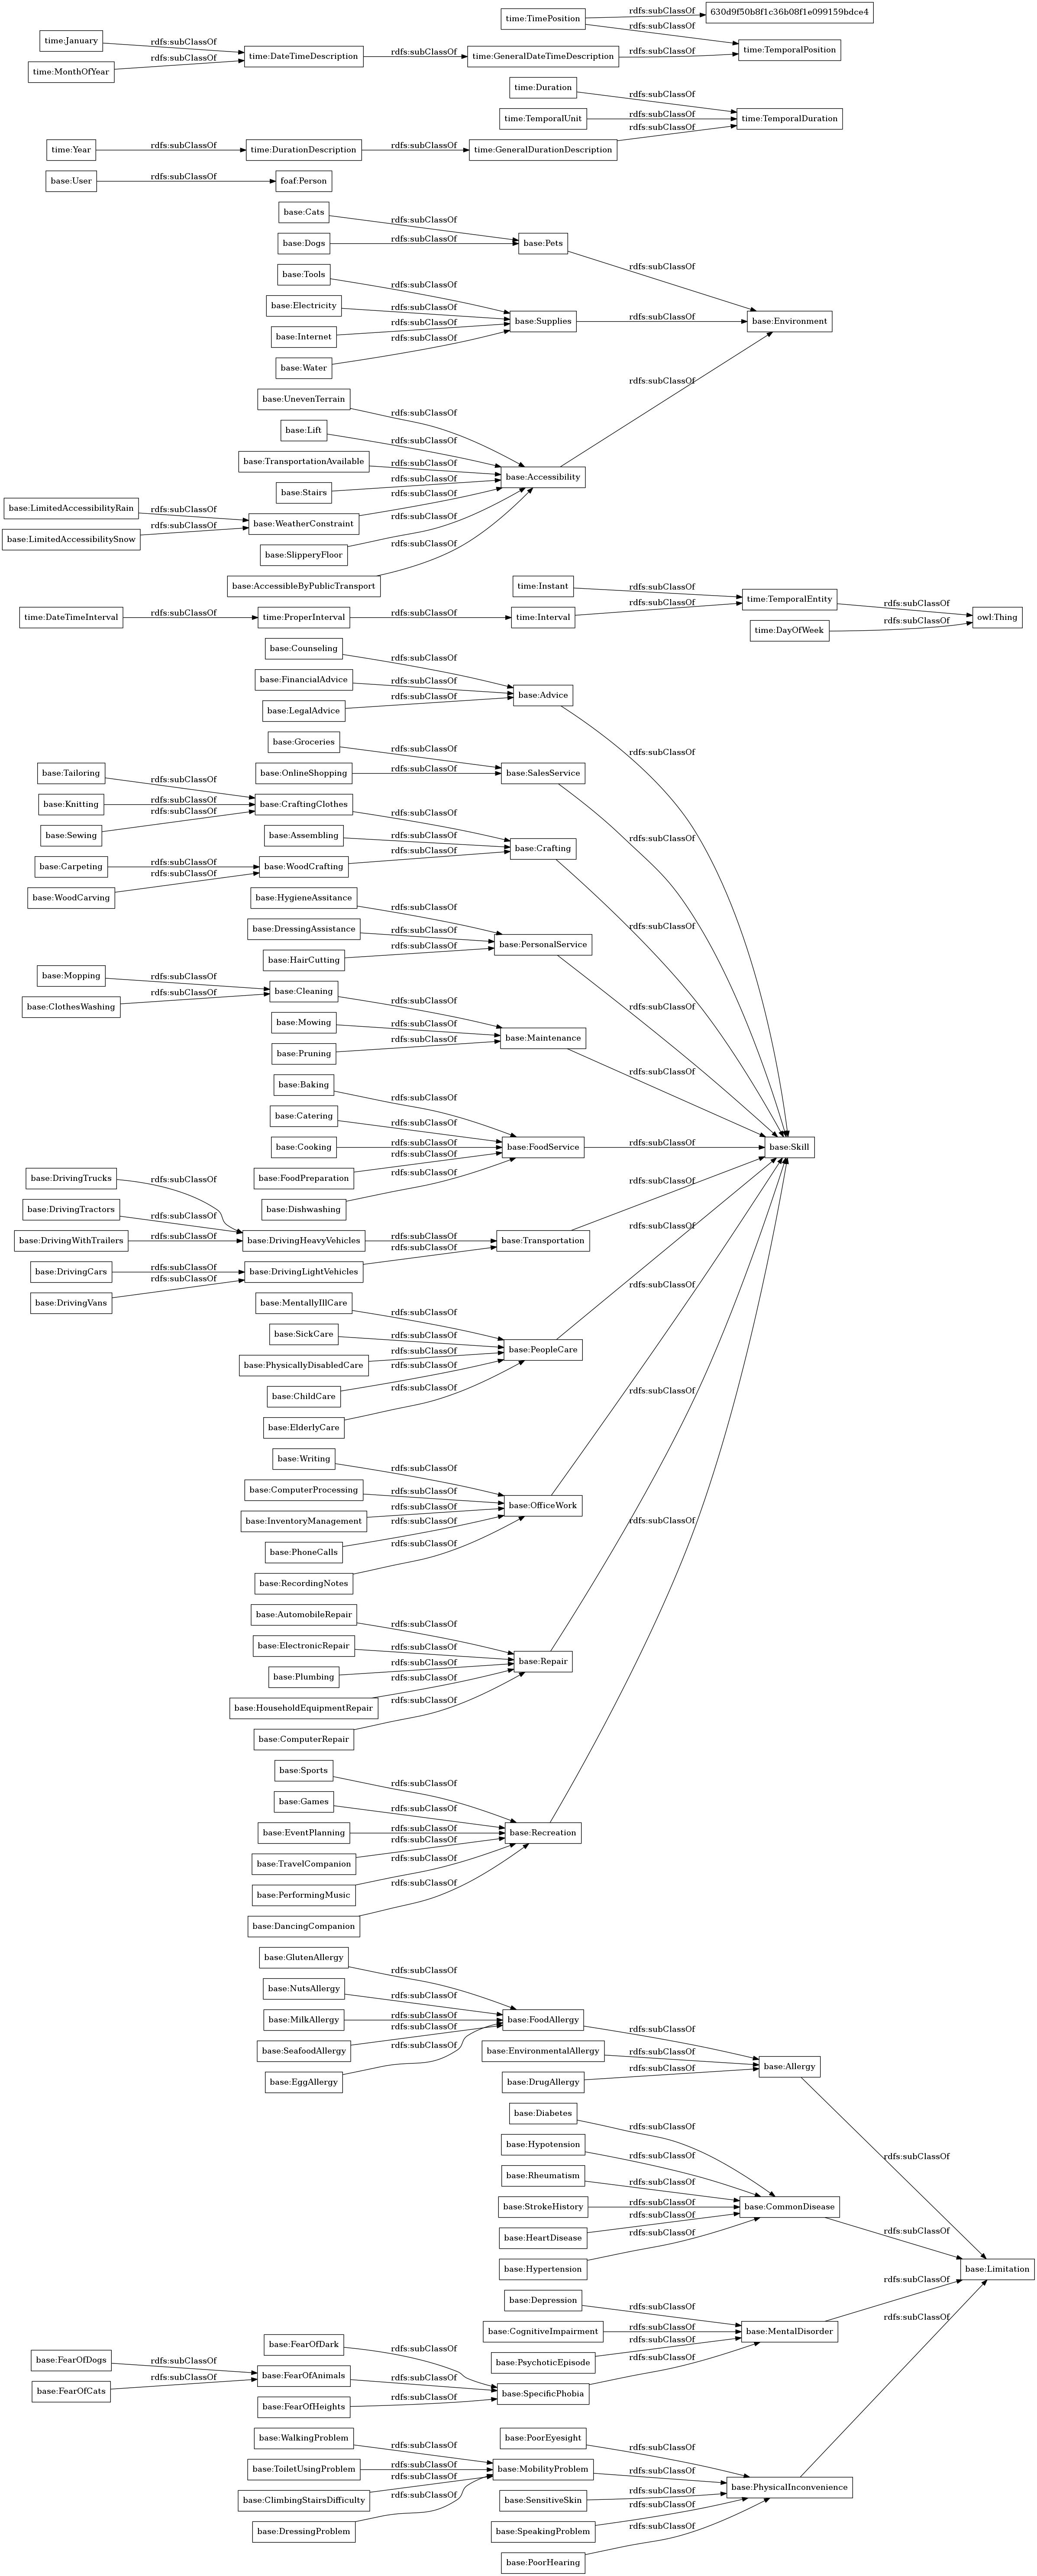 time:TimePosition
rdfs:subClassOf
630d9f50b8f1c36b08f1e099159bdce4
rdfs:subClassOf
time:January
rdfs:subClassOf
time:DateTimeDescription
rdfs:subClassOf
time:GeneralDateTimeDescription
rdfs:subClassOf
time:TemporalPosition
time:MonthOfYear
rdfs:subClassOf
time:Duration
rdfs:subClassOf
time:TemporalUnit
rdfs:subClassOf
time:TemporalDuration
time:Year
rdfs:subClassOf
time:DurationDescription
rdfs:subClassOf
time:GeneralDurationDescription
rdfs:subClassOf
base:User
rdfs:subClassOf
foaf:Person
base:Cats
rdfs:subClassOf
base:Dogs
rdfs:subClassOf
base:Pets
rdfs:subClassOf
base:Tools
rdfs:subClassOf
base:Electricity
rdfs:subClassOf
base:Supplies
rdfs:subClassOf
base:Environment
base:Internet
rdfs:subClassOf
base:Water
rdfs:subClassOf
base:UnevenTerrain
rdfs:subClassOf
rdfs:subClassOf
base:Lift
rdfs:subClassOf
base:TransportationAvailable
rdfs:subClassOf
base:Accessibility
base:Stairs
rdfs:subClassOf
base:LimitedAccessibilityRain
rdfs:subClassOf
base:WeatherConstraint
rdfs:subClassOf
base:LimitedAccessibilitySnow
rdfs:subClassOf
base:SlipperyFloor
rdfs:subClassOf
base:AccessibleByPublicTransport
rdfs:subClassOf
time:Instant
rdfs:subClassOf
time:TemporalEntity
rdfs:subClassOf
time:DateTimeInterval
rdfs:subClassOf
time:ProperInterval
rdfs:subClassOf
time:Interval
rdfs:subClassOf
owl:Thing
time:DayOfWeek
rdfs:subClassOf
base:Counseling
rdfs:subClassOf
base:FinancialAdvice
rdfs:subClassOf
base:Advice
base:LegalAdvice
rdfs:subClassOf
base:Groceries
rdfs:subClassOf
rdfs:subClassOf
base:OnlineShopping
rdfs:subClassOf
base:SalesService
base:Tailoring
rdfs:subClassOf
base:Knitting
rdfs:subClassOf
base:CraftingClothes
rdfs:subClassOf
base:Sewing
rdfs:subClassOf
base:Assembling
rdfs:subClassOf
base:Crafting
rdfs:subClassOf
base:Carpeting
rdfs:subClassOf
base:WoodCrafting
rdfs:subClassOf
base:WoodCarving
rdfs:subClassOf
base:HygieneAssitance
rdfs:subClassOf
base:DressingAssistance
rdfs:subClassOf
base:PersonalService
rdfs:subClassOf
base:HairCutting
rdfs:subClassOf
base:Mopping
rdfs:subClassOf
base:Cleaning
rdfs:subClassOf
base:ClothesWashing
rdfs:subClassOf
rdfs:subClassOf
base:Mowing
rdfs:subClassOf
base:Maintenance
rdfs:subClassOf
base:Pruning
rdfs:subClassOf
base:Baking
rdfs:subClassOf
base:Catering
rdfs:subClassOf
base:Cooking
rdfs:subClassOf
base:FoodService
rdfs:subClassOf
base:Skill
base:FoodPreparation
rdfs:subClassOf
base:Dishwashing
rdfs:subClassOf
base:DrivingTrucks
rdfs:subClassOf
base:DrivingTractors
rdfs:subClassOf
base:DrivingWithTrailers
rdfs:subClassOf
base:DrivingHeavyVehicles
rdfs:subClassOf
base:Transportation
rdfs:subClassOf
base:DrivingCars
rdfs:subClassOf
base:DrivingLightVehicles
rdfs:subClassOf
base:DrivingVans
rdfs:subClassOf
base:MentallyIllCare
rdfs:subClassOf
base:SickCare
rdfs:subClassOf
base:PeopleCare
rdfs:subClassOf
base:PhysicallyDisabledCare
rdfs:subClassOf
base:ChildCare
rdfs:subClassOf
base:ElderlyCare
rdfs:subClassOf
base:Writing
rdfs:subClassOf
base:ComputerProcessing
rdfs:subClassOf
base:OfficeWork
rdfs:subClassOf
base:InventoryManagement
rdfs:subClassOf
base:PhoneCalls
rdfs:subClassOf
base:RecordingNotes
rdfs:subClassOf
base:AutomobileRepair
rdfs:subClassOf
base:ElectronicRepair
rdfs:subClassOf
base:Repair
rdfs:subClassOf
base:Plumbing
rdfs:subClassOf
base:HouseholdEquipmentRepair
rdfs:subClassOf
base:ComputerRepair
rdfs:subClassOf
base:Sports
rdfs:subClassOf
base:Games
rdfs:subClassOf
base:EventPlanning
rdfs:subClassOf
base:Recreation
rdfs:subClassOf
base:TravelCompanion
rdfs:subClassOf
base:PerformingMusic
rdfs:subClassOf
base:DancingCompanion
rdfs:subClassOf
base:GlutenAllergy
rdfs:subClassOf
base:NutsAllergy
rdfs:subClassOf
base:MilkAllergy
rdfs:subClassOf
base:FoodAllergy
rdfs:subClassOf
base:SeafoodAllergy
rdfs:subClassOf
base:EnvironmentalAllergy
rdfs:subClassOf
base:Allergy
base:EggAllergy
rdfs:subClassOf
base:DrugAllergy
rdfs:subClassOf
base:Diabetes
rdfs:subClassOf
base:Hypotension
rdfs:subClassOf
rdfs:subClassOf
base:Rheumatism
rdfs:subClassOf
base:StrokeHistory
rdfs:subClassOf
base:CommonDisease
rdfs:subClassOf
base:HeartDisease
rdfs:subClassOf
base:Hypertension
rdfs:subClassOf
base:Limitation
base:Depression
rdfs:subClassOf
rdfs:subClassOf
base:CognitiveImpairment
rdfs:subClassOf
base:MentalDisorder
rdfs:subClassOf
base:FearOfDark
rdfs:subClassOf
base:PsychoticEpisode
rdfs:subClassOf
base:FearOfDogs
rdfs:subClassOf
base:FearOfAnimals
rdfs:subClassOf
rdfs:subClassOf
base:FearOfCats
rdfs:subClassOf
base:SpecificPhobia
base:FearOfHeights
rdfs:subClassOf
base:WalkingProblem
rdfs:subClassOf
base:PoorEyesight
rdfs:subClassOf
base:ToiletUsingProblem
rdfs:subClassOf
base:MobilityProblem
rdfs:subClassOf
base:PhysicalInconvenience
base:ClimbingStairsDifficulty
rdfs:subClassOf
base:SensitiveSkin
rdfs:subClassOf
base:DressingProblem
rdfs:subClassOf
base:SpeakingProblem
rdfs:subClassOf
base:PoorHearing
rdfs:subClassOf